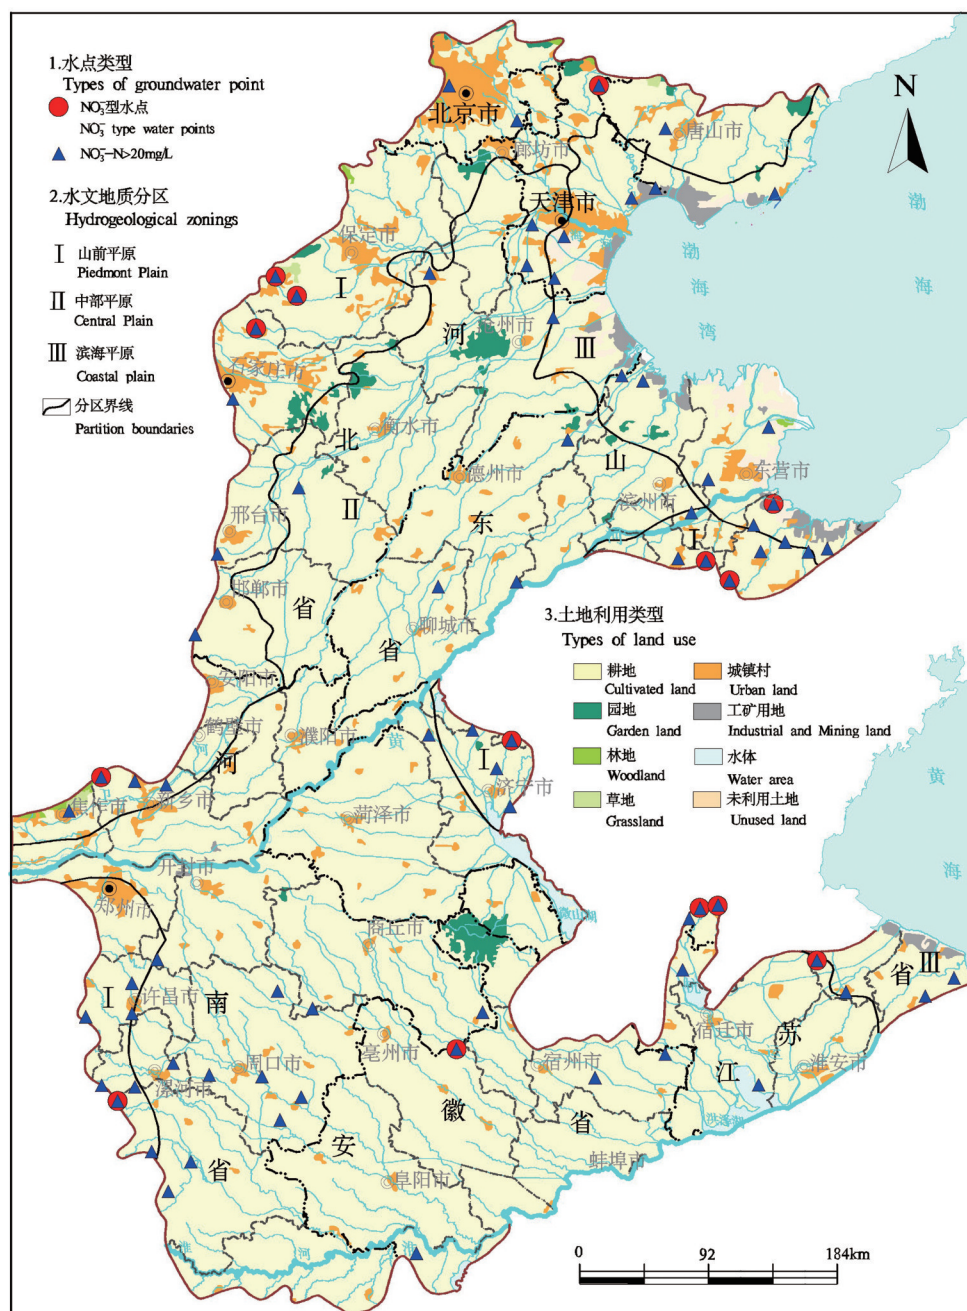 1.水点类型
Types of groundwater point
NO₃⁻型水点
NO₃⁻ type water points
NO₃⁻-N>20mg/L
2.水文地质分区
Hydrogeological zonings
Ⅰ 山前平原
Piedmont Plain
Ⅱ 中部平原
Central Plain
Ⅲ 滨海平原
Coastal plain
分区界线
Partition boundaries
N
北京市
唐山市
廊坊市
天津市
海
河
渤
海
渤
海
湾
保定市
Ⅰ
河
沧州市
Ⅲ
石家庄市
北
衡水市
山
德州市
东营市
滨州市
Ⅱ
东
邢台市
Ⅰ
邯郸市
省
聊城市
省
安阳市
鹤壁市
河
濮阳市
黄
河
Ⅰ
济宁市
焦作市
新乡市
菏泽市
开封市
郑州市
商丘市
微山湖
3.土地利用类型
Types of land use
耕地
Cultivated land
城镇村
Urban land
园地
Garden land
工矿用地
Industrial and Mining land
林地
Woodland
水体
Water area
草地
Grassland
未利用土地
Unused land
黄
海
Ⅰ
许昌市
南
省
Ⅲ
宿迁市
苏
亳州市
宿州市
江
淮安市
周口市
漯河市
徽
省
洪泽湖
安
蚌埠市
省
阜阳市
淮
河
淮
0 92 184km